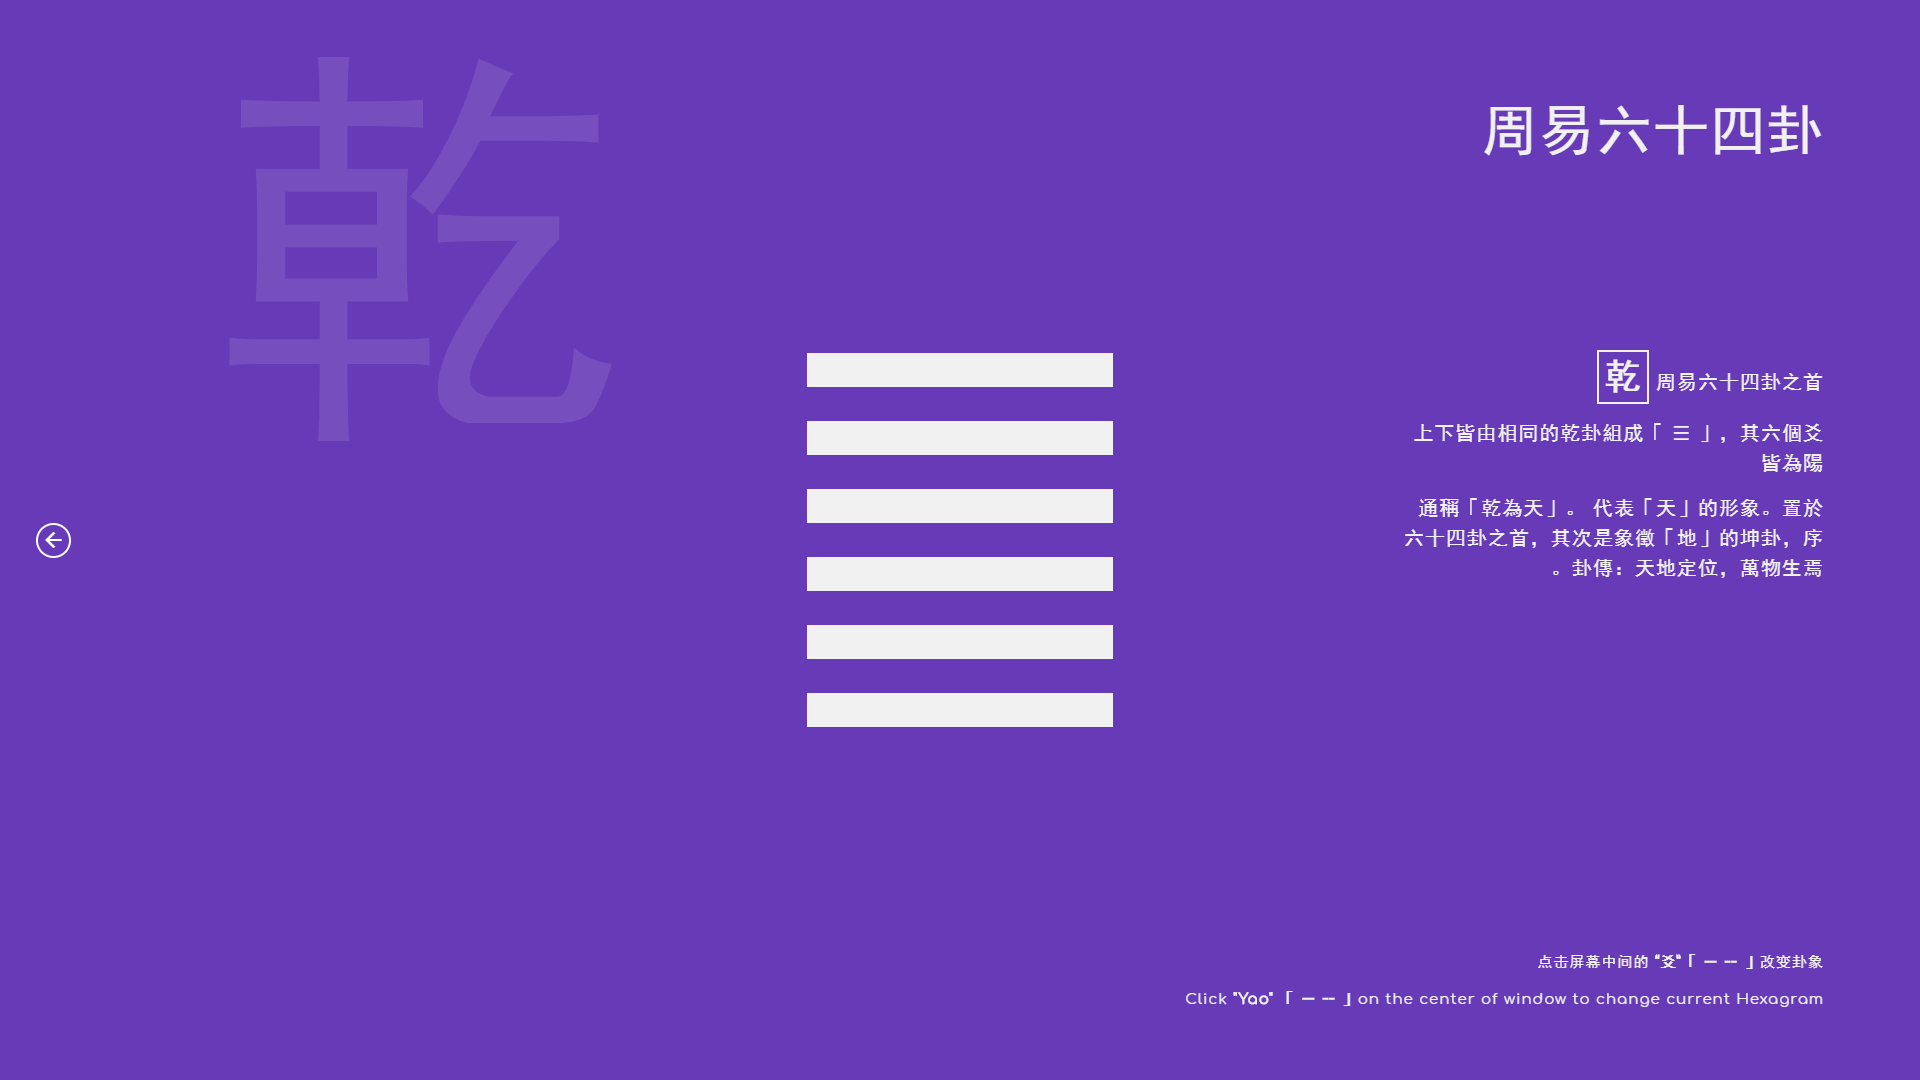 乾
周易六十四卦
乾 周易六十四卦之首
上下皆由相同的乾卦組成「 ☰ 」，其六個爻
皆為陽
通稱「乾為天」。 代表「天」的形象。置於
六十四卦之首，其次是象徵「地」的坤卦，序
。卦傳：天地定位，萬物生焉
点击屏幕中间的 "爻"「 ─ -- 」改变卦象
Click "Yao" 「 ─ -- 」on the center of window to change current Hexagram